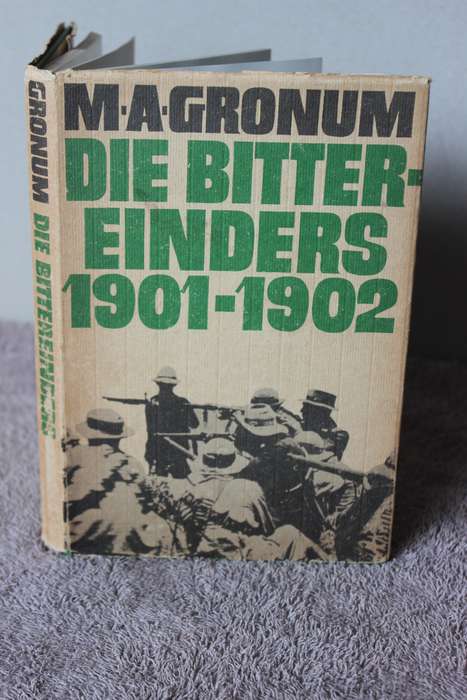 M·A·GRONUM
DIE BITTER-
EINDERS
1901-1902
GRONUM DIE BITTEREINDERS